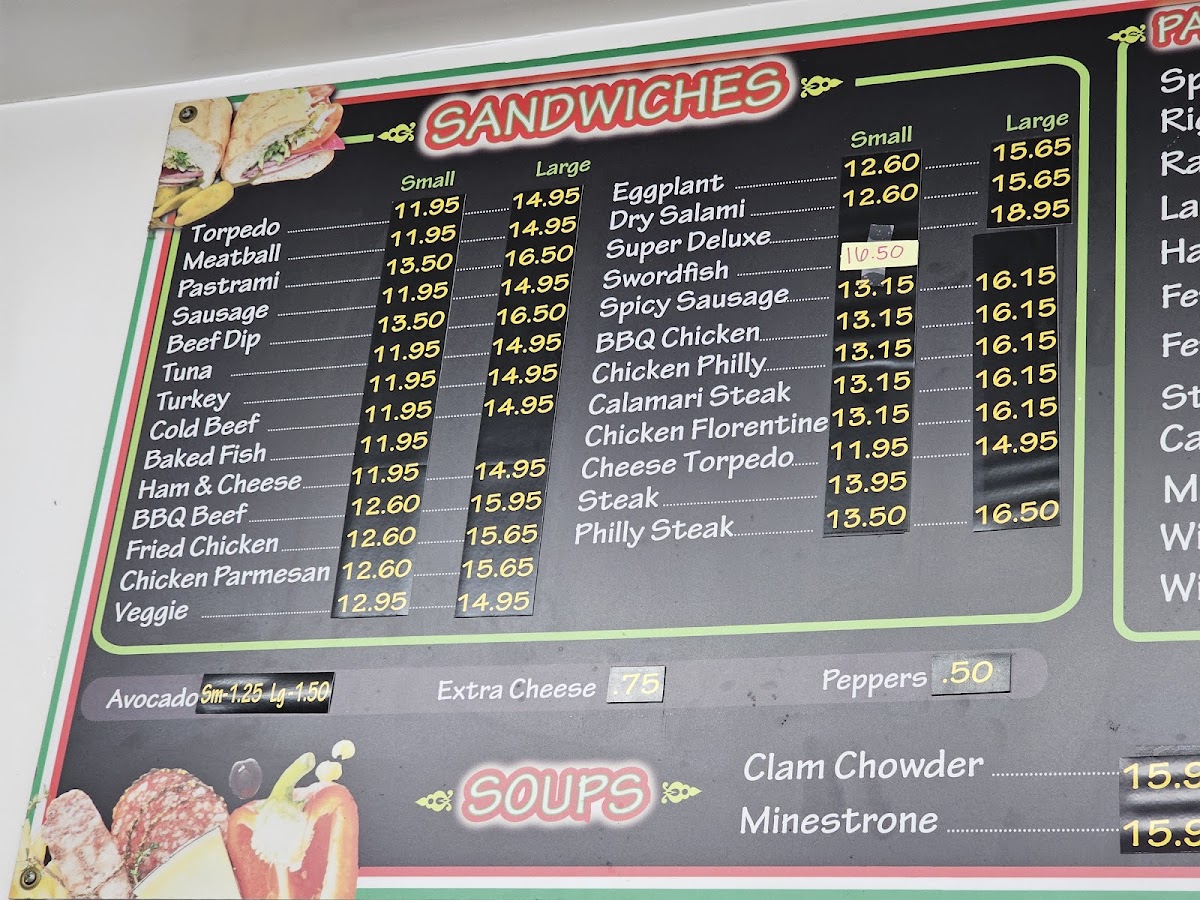 SANDWICHES
Small Large
Torpedo 11.95 14.95
Meatball 11.95 14.95
Pastrami 13.50 16.50
Sausage 11.95 14.95
Beef Dip 13.50 16.50
Tuna 11.95 14.95
Turkey 11.95 14.95
Cold Beef 11.95 14.95
Baked Fish 11.95
Ham & Cheese 11.95 14.95
BBQ Beef 12.60 15.95
Fried Chicken 12.60 15.65
Chicken Parmesan 12.60 15.65
Veggie 12.95 14.95
Small Large
Eggplant 12.60 15.65
Dry Salami 12.60 15.65
Super Deluxe 18.95
Swordfish 16.50
Spicy Sausage 13.15 16.15
BBQ Chicken 13.15 16.15
Chicken Philly 13.15 16.15
Calamari Steak 13.15 16.15
Chicken Florentine 13.15 16.15
Cheese Torpedo 11.95 14.95
Steak 13.95
Philly Steak 13.50 16.50
Avocado Sm-1.25 Lg-1.50 Extra Cheese .75 Peppers .50
SOUPS
Clam Chowder 15.9
Minestrone 15.9